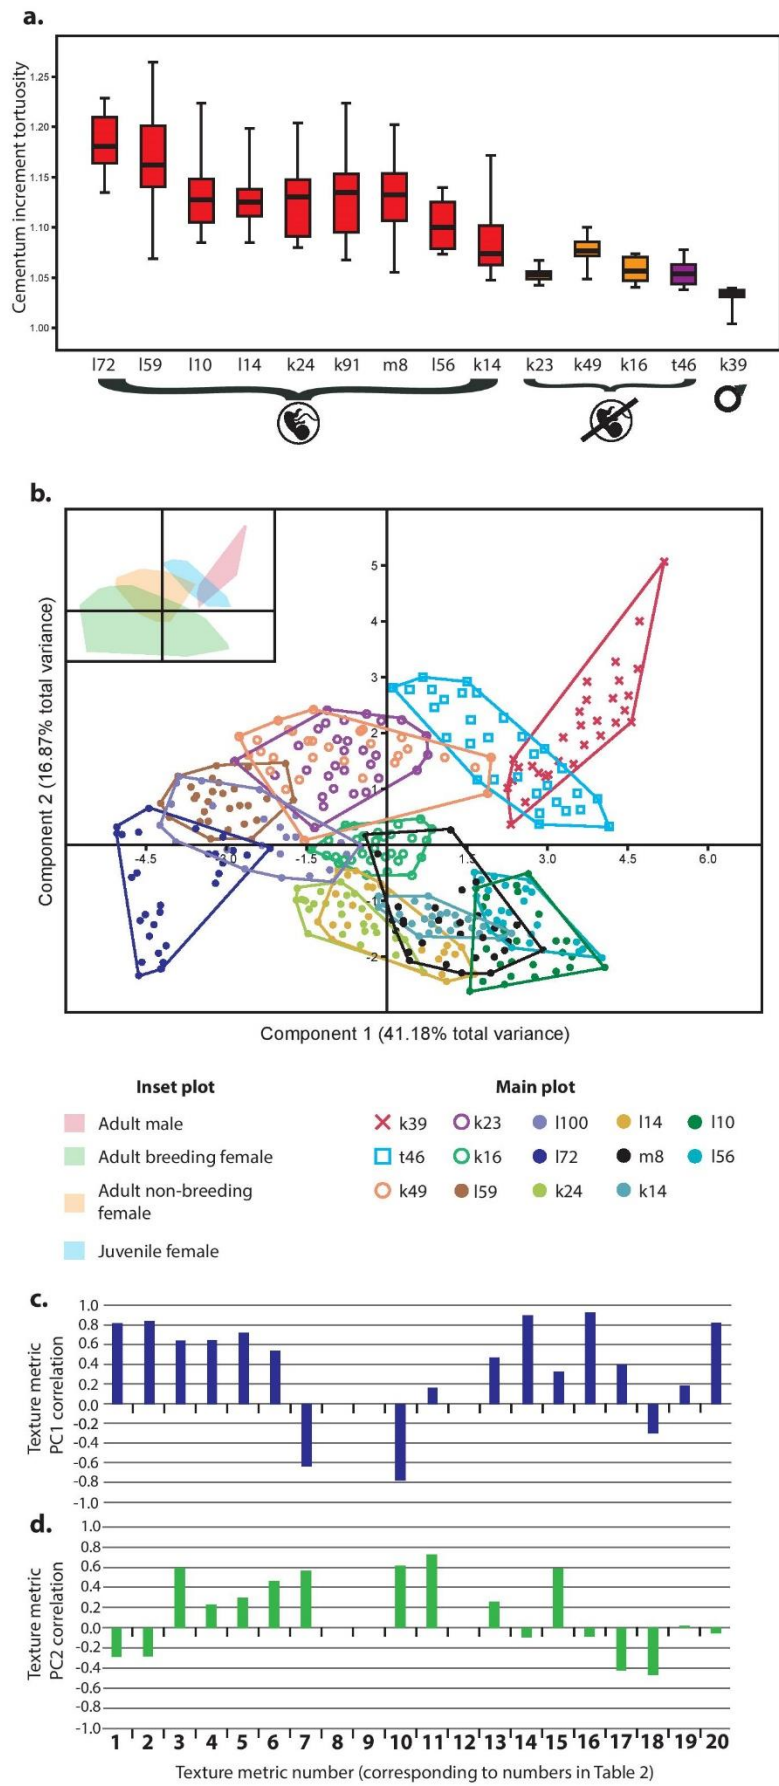 a.
Cementum increment tortuosity
1.25
1.20
1.15
1.10
1.05
1.00
l72 l59 l10 l14 k24 k91 m8 l56 k14 k23 k49 k16 t46 k39
b.
Component 2 (16.87% total variance)
5
4
3
2
1
-4.5 -3.0 -1.5 1.5 3.0 4.5 6.0
-1
-2
Component 1 (41.18% total variance)
Inset plot
Adult male
Adult breeding female
Adult non-breeding
female
Juvenile female
Main plot
k39 k23 l100 l14 l10
t46 k16 l72 m8 l56
k49 l59 k24 k14
c.
Texture metric
PC1 correlation
1.0
0.8
0.6
0.4
0.2
0.0
-0.2
-0.4
-0.6
-0.8
-1.0
d.
Texture metric
PC2 correlation
1.0
0.8
0.6
0.4
0.2
0.0
-0.2
-0.4
-0.6
-0.8
-1.0
1 2 3 4 5 6 7 8 9 10 11 12 13 14 15 16 17 18 19 20
Texture metric number (corresponding to numbers in Table 2)